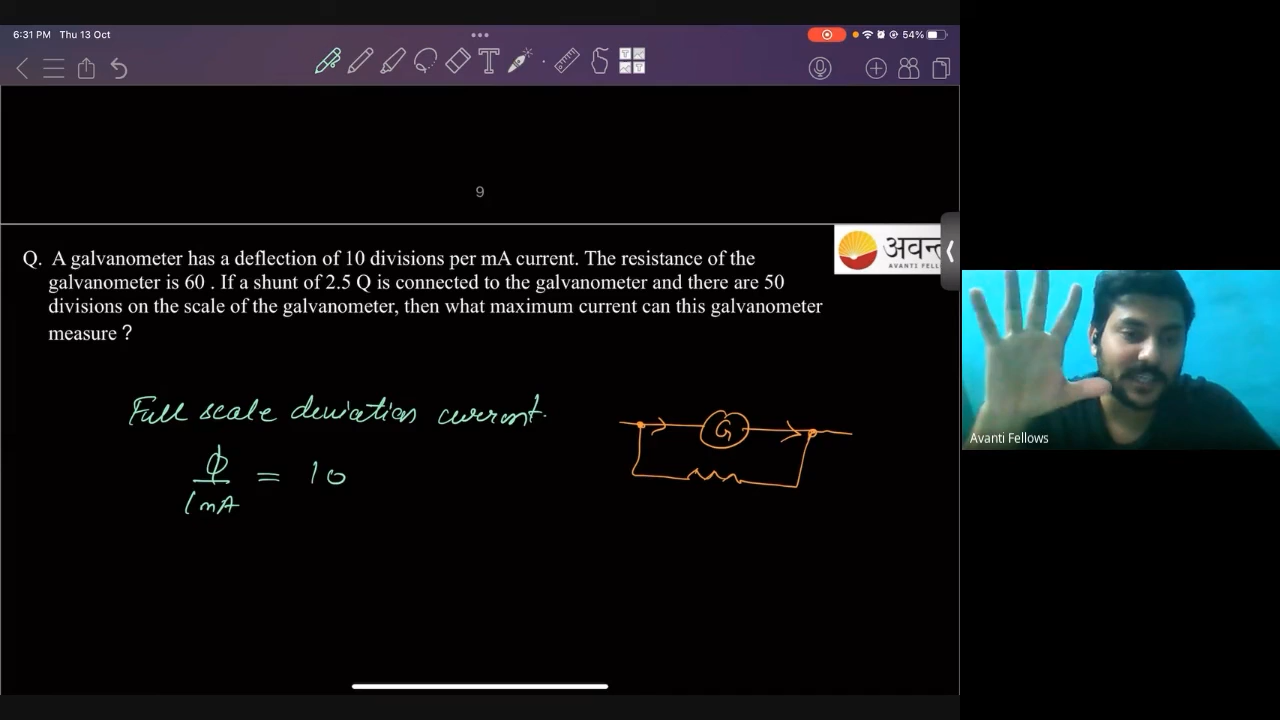 6:31 PM Thu 13 Oct
54%
9
Q. A galvanometer has a deflection of 10 divisions per mA current. The resistance of the
galvanometer is 60 . If a shunt of 2.5 Q is connected to the galvanometer and there are 50
divisions on the scale of the galvanometer, then what maximum current can this galvanometer
measure ?
Full scale deviation current.
ϕ
1mA
= 10
G
AVANTI FELL
Avanti Fellows